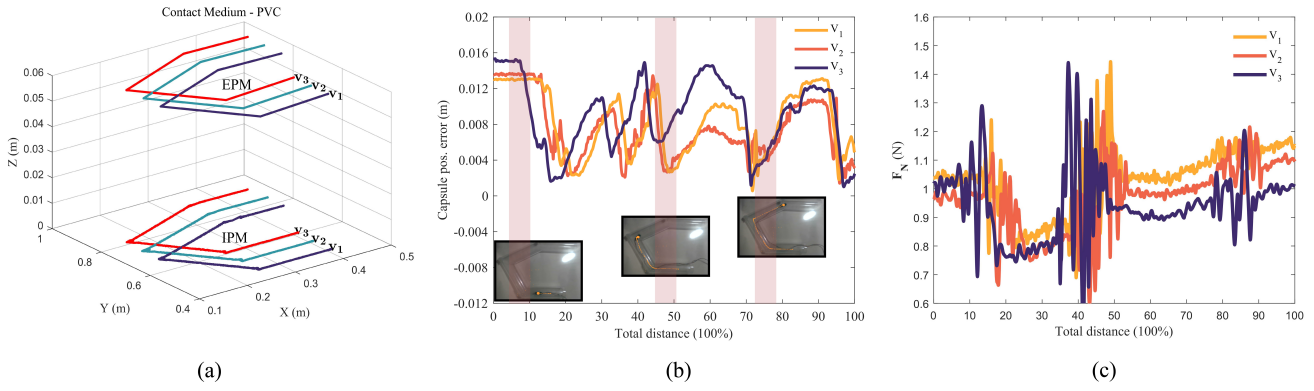 Contact Medium - PVC
0.06
0.05
0.04
0.03
0.02
0.01
0
Z (m)
EPM
v3
v2
v1
IPM
v3
v2
v1
1
0.8
0.6
0.4
Y (m)
0.1
0.2
0.3
0.4
0.5
X (m)
(a)
0.02
0.016
0.012
0.008
0.004
0
-0.004
-0.008
-0.012
Capsule pos. error (m)
V1
V2
V3
0 10 20 30 40 50 60 70 80 90 100
Total distance (100%)
(b)
1.6
1.5
1.4
1.3
1.2
1.1
1
0.9
0.8
0.7
0.6
FN (N)
V1
V2
V3
0 10 20 30 40 50 60 70 80 90 100
Total distance (100%)
(c)